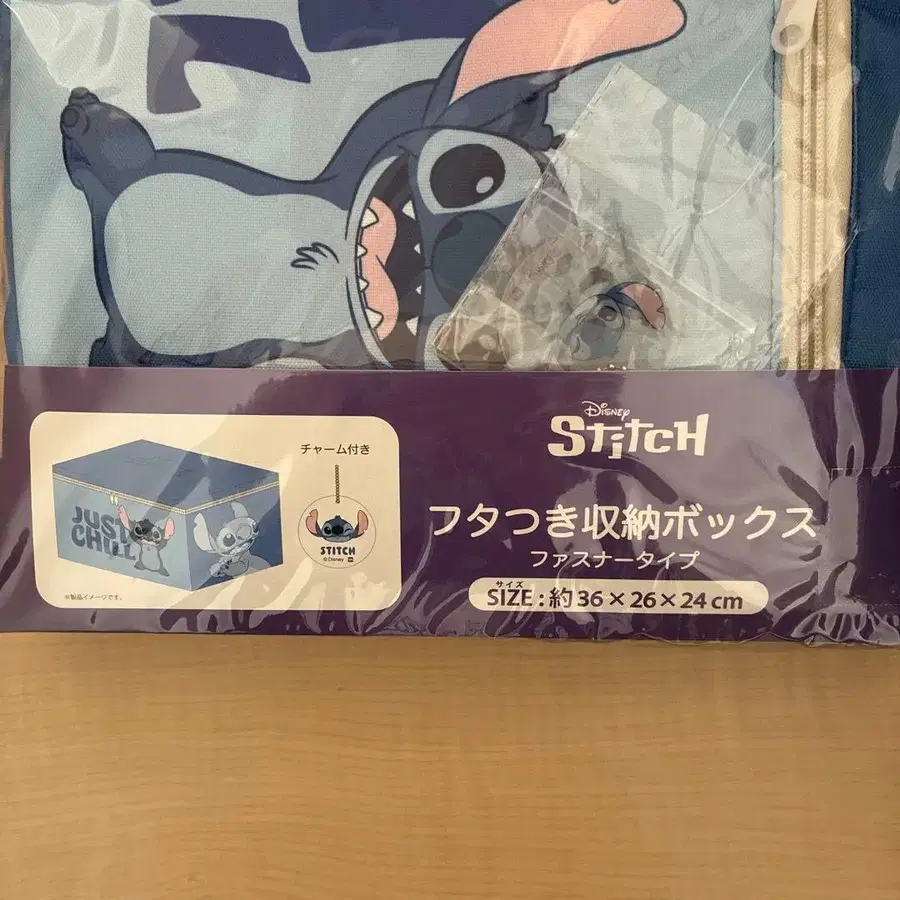 Disney
Stitch
チャーム付き
JUST
CHILL
STITCH
© Disney
フタつき収納ボックス
ファスナータイプ
サイズ
SIZE：約36×26×24cm
※製品イメージです。